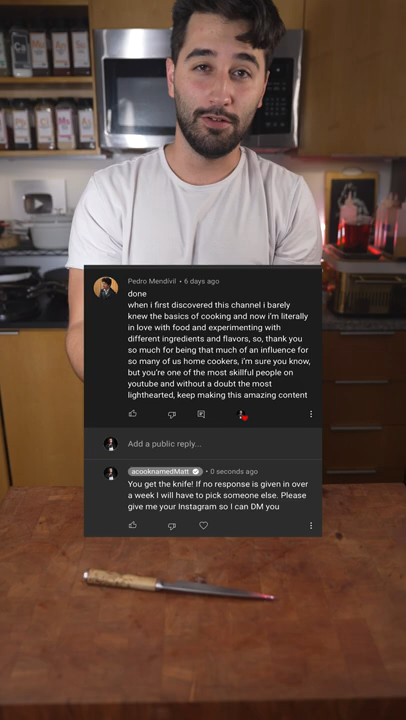 Pedro Mendívil • 6 days ago
done
when i first discovered this channel i barely
knew the basics of cooking and now i'm literally
in love with food and experimenting with
different ingredients and flavors, so, thank you
so much for being that much of an influence for
so many of us home cookers, i'm sure you know,
but you're one of the most skillful people on
youtube and without a doubt the most
lighthearted, keep making this amazing content
Add a public reply...
acooknamedMatt • 0 seconds ago
You get the knife! If no response is given in over
a week I will have to pick someone else. Please
give me your Instagram so I can DM you